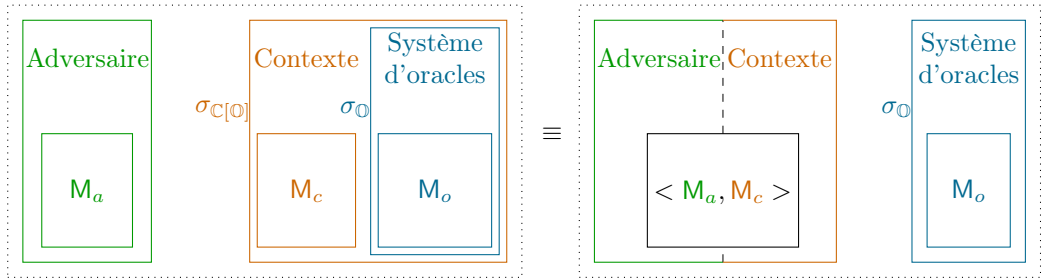 Adversaire
Contexte
Système
d'oracles
σ_ℂ[𝕆]
σ_𝕆
M_a
M_c
M_o
≡
Adversaire
Contexte
Système
d'oracles
σ_𝕆
< M_a, M_c >
M_o